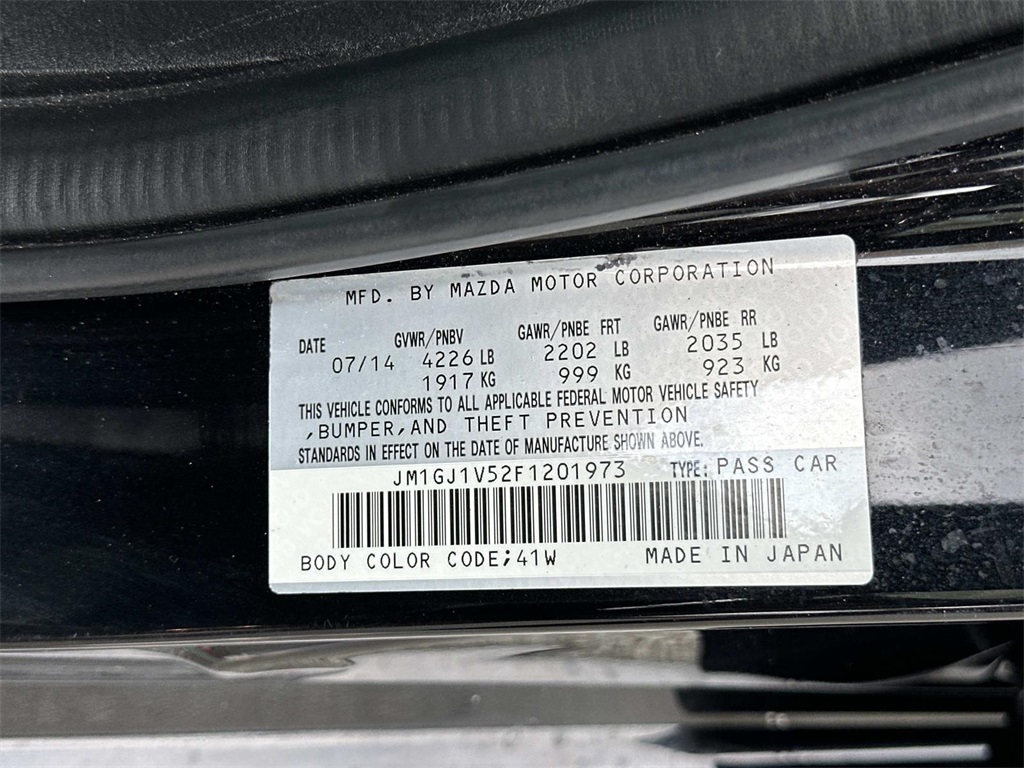 MFD. BY MAZDA MOTOR CORPORATION
DATE GVWR/PNBV GAWR/PNBE FRT GAWR/PNBE RR
07/14 4226 LB 2202 LB 2035 LB
1917 KG 999 KG 923 KG
THIS VEHICLE CONFORMS TO ALL APPLICABLE FEDERAL MOTOR VEHICLE SAFETY
,BUMPER,AND THEFT PREVENTION
STANDARDS IN EFFECT ON THE DATE OF MANUFACTURE SHOWN ABOVE.
JM1GJ1V52F1201973 TYPE: PASS CAR
BODY COLOR CODE;41W MADE IN JAPAN